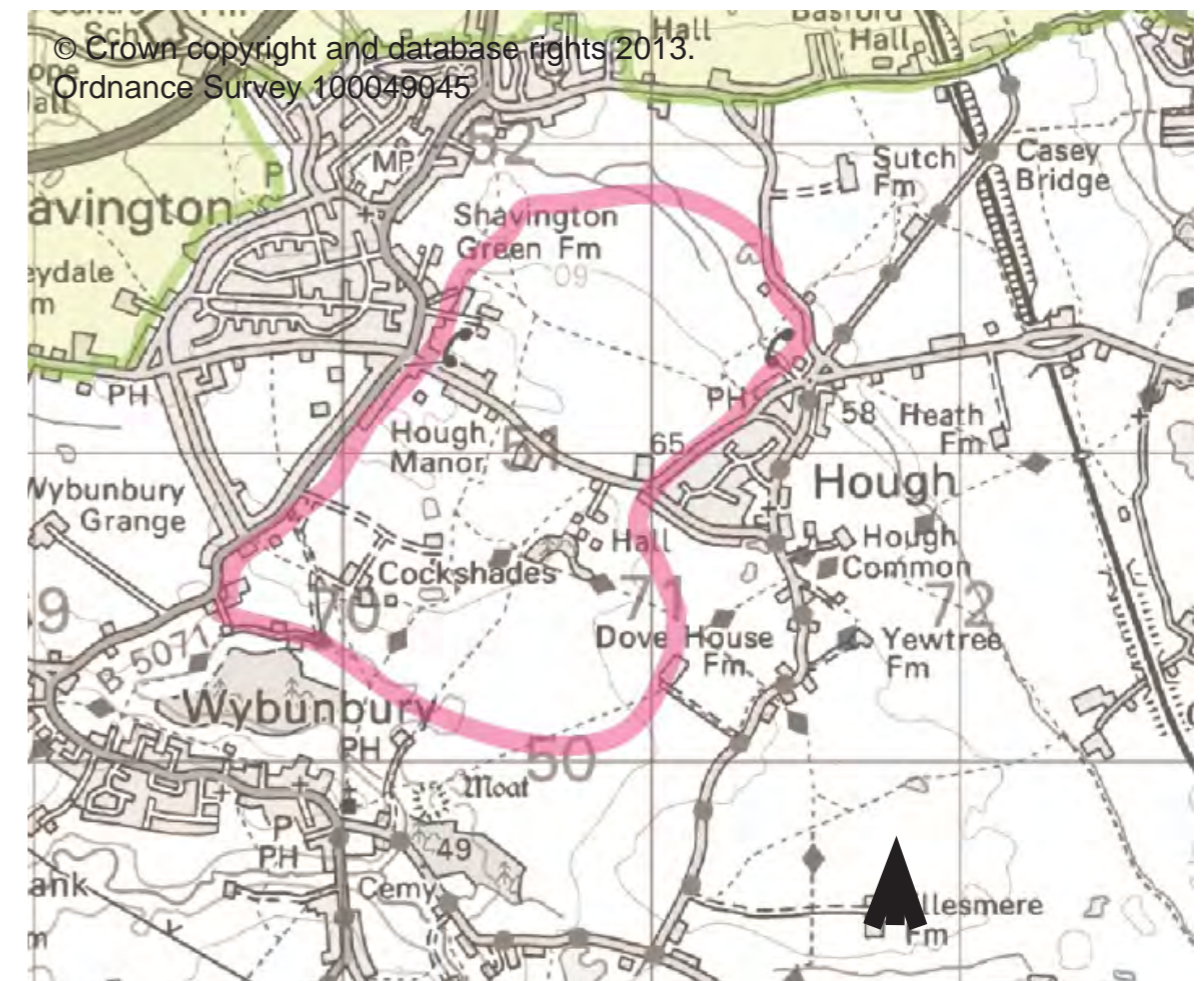 © Crown copyright and database rights 2013.
Ordnance Survey 100049045
Sch
Fm
Hall
Basford
Hall
MP
52
Sutch
Fm
Casey
Bridge
P
avington
Shavington
Green Fm
60
eydale
m
PH
PH
58
Heath
Fm
Hough
Manor
51
65
Hough
Wybunbury
Grange
Hall
Hough
Common
Cockshades
9
70
71
72
B 5071
Dove House
Fm
Yewtree
Fm
Wybunbury
PH
50
Moat
P
PH
49
ank
Cemy
llesmere
Fm
m